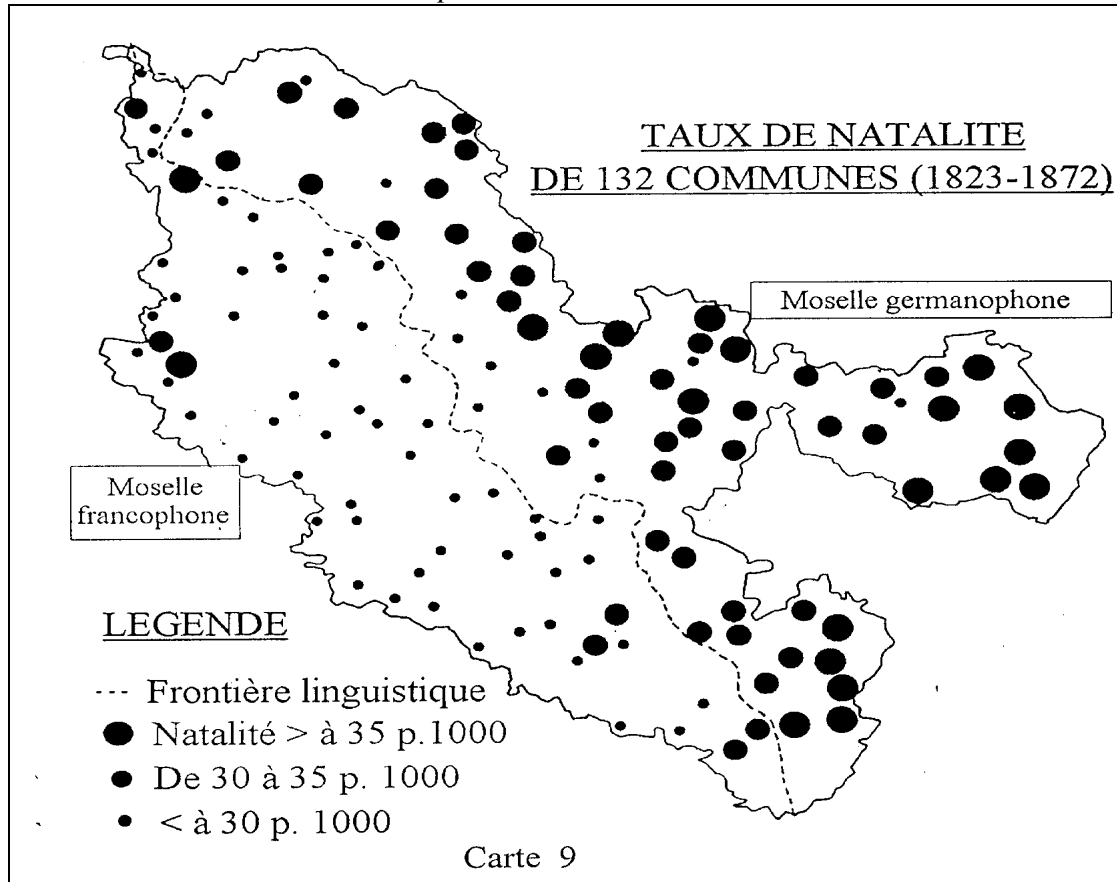 TAUX DE NATALITE
DE 132 COMMUNES (1823-1872)
Moselle germanophone
Moselle
francophone
LEGENDE
--- Frontière linguistique
Natalité > à 35 p.1000
De 30 à 35 p. 1000
< à 30 p. 1000
Carte 9